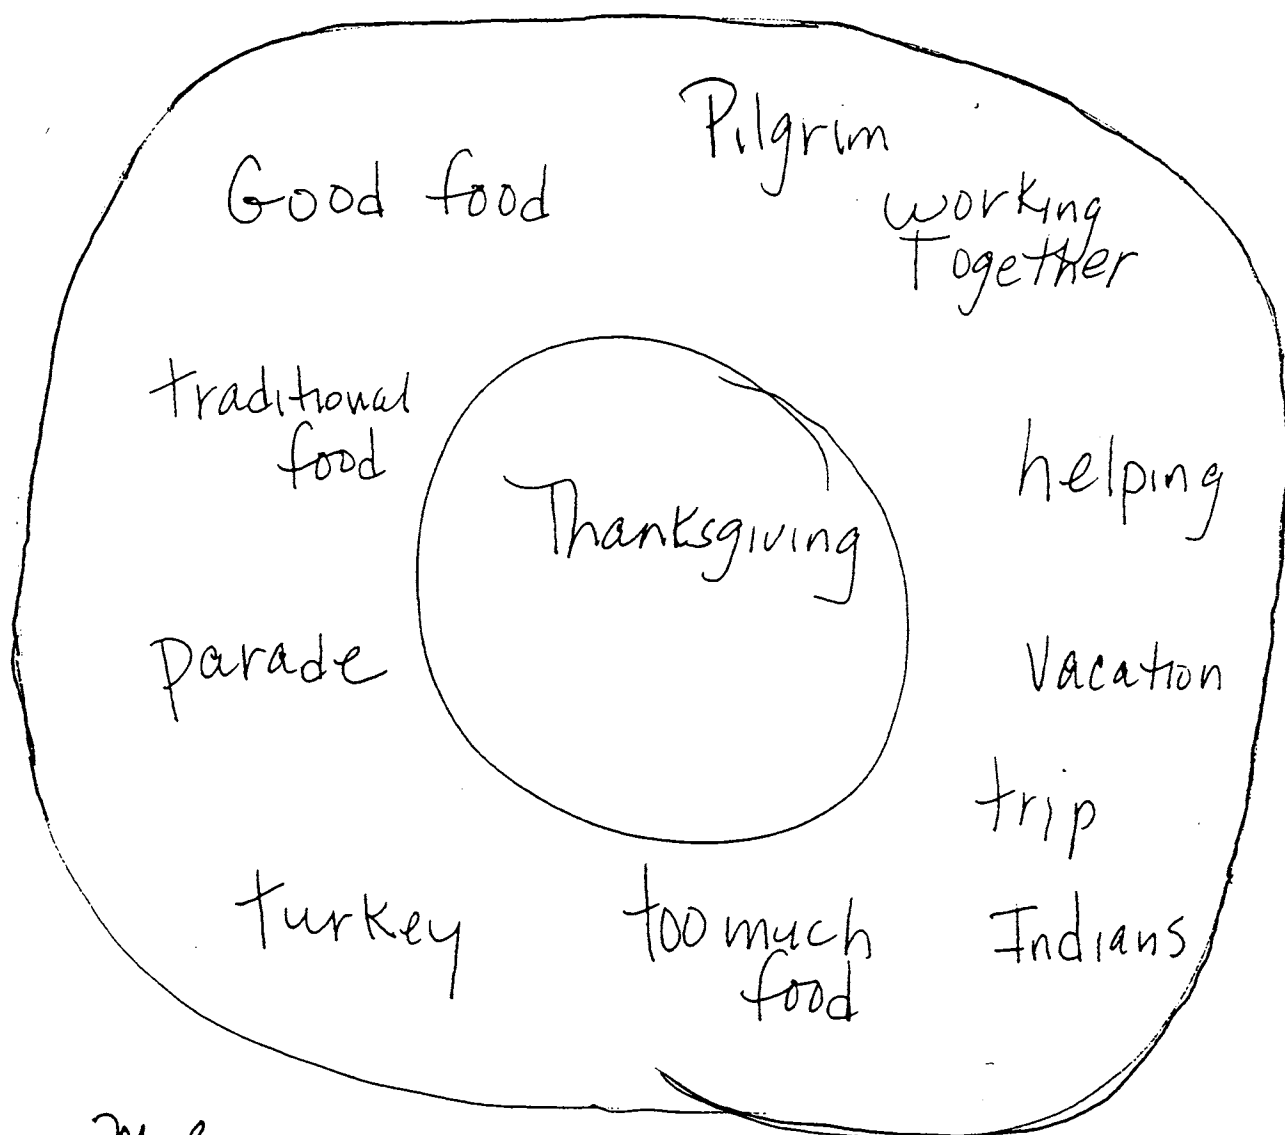 Pilgrim
Good food
working
Together
traditional
food
helping
Thanksgiving
parade
Vacation
trip
turkey
too much
food
Indians